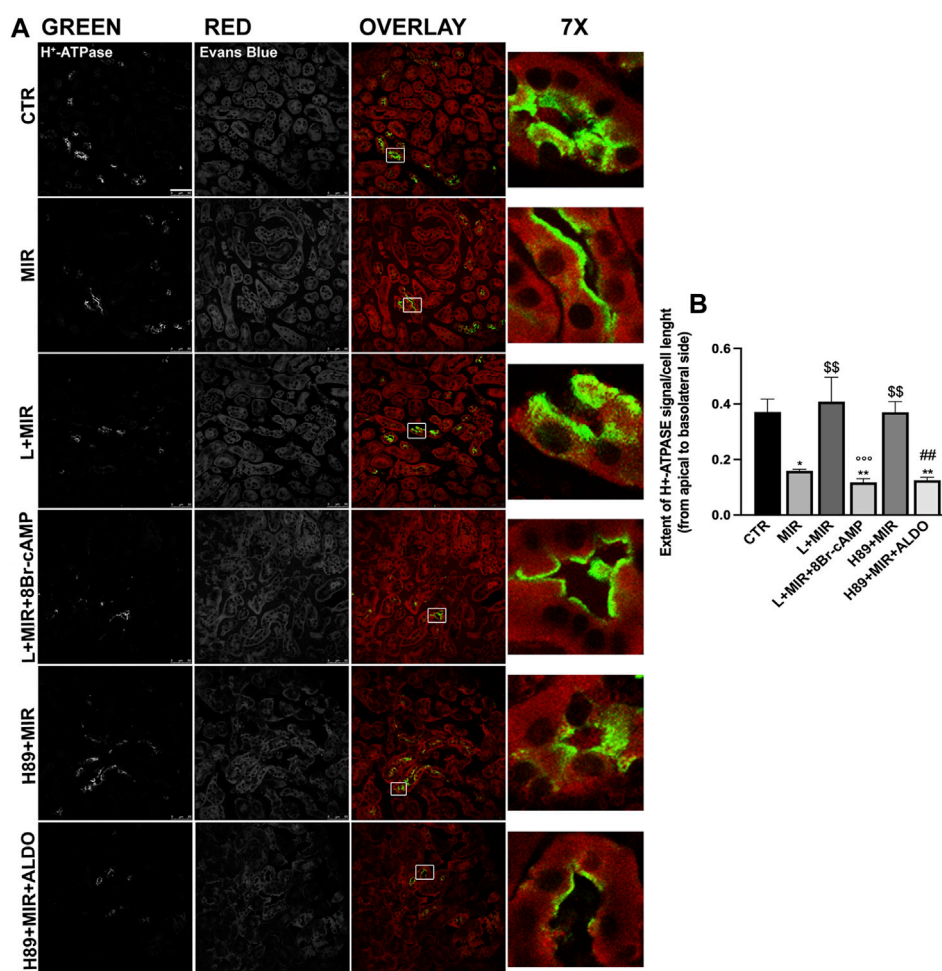 A
GREEN
RED
OVERLAY
7X
H⁺-ATPase
Evans Blue
CTR
MIR
L+MIR
L+MIR+8Br-cAMP
H89+MIR
H89+MIR+ALDO
B
Extent of H+-ATPASE signal/cell lenght
(from apical to basolateral side)
0.6
0.4
0.2
0.0
*
$$
°°°
**
$$
##
**
CTR
MIR
L+MIR
L+MIR+8Br-cAMP
H89+MIR
H89+MIR+ALDO